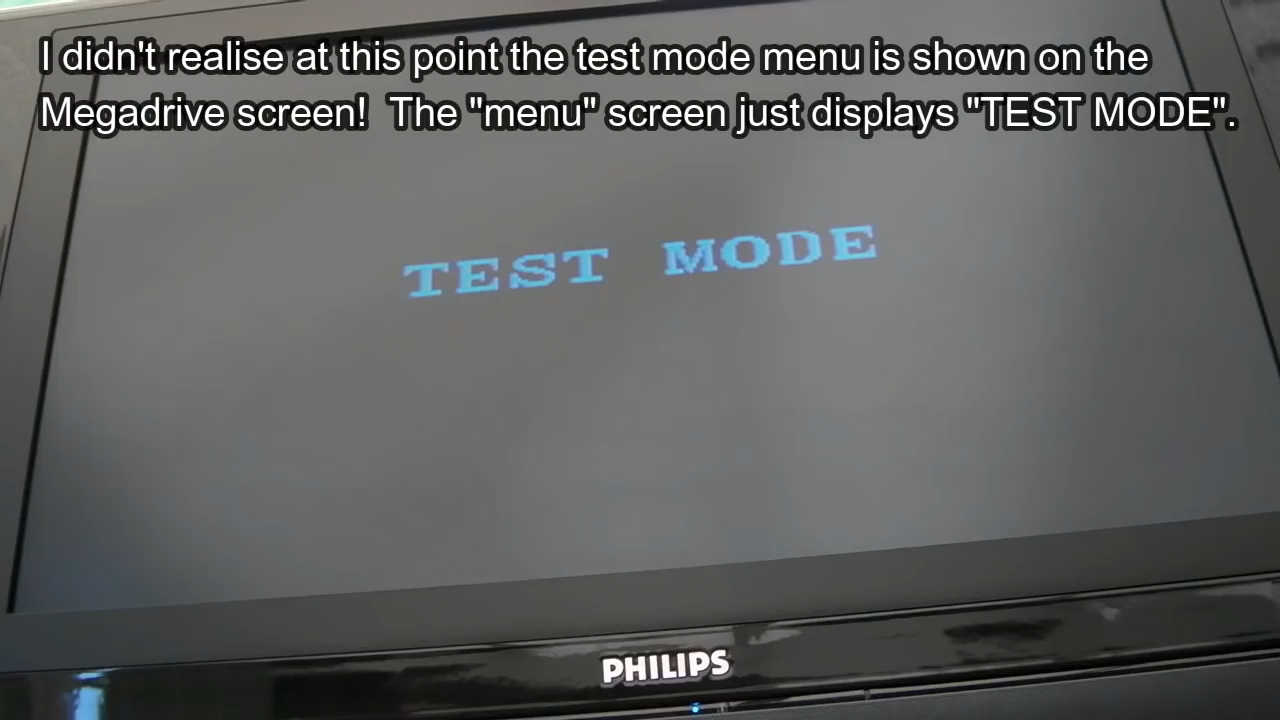 I didn't realise at this point the test mode menu is shown on the
Megadrive screen!  The "menu" screen just displays "TEST MODE".
TEST MODE
PHILIPS